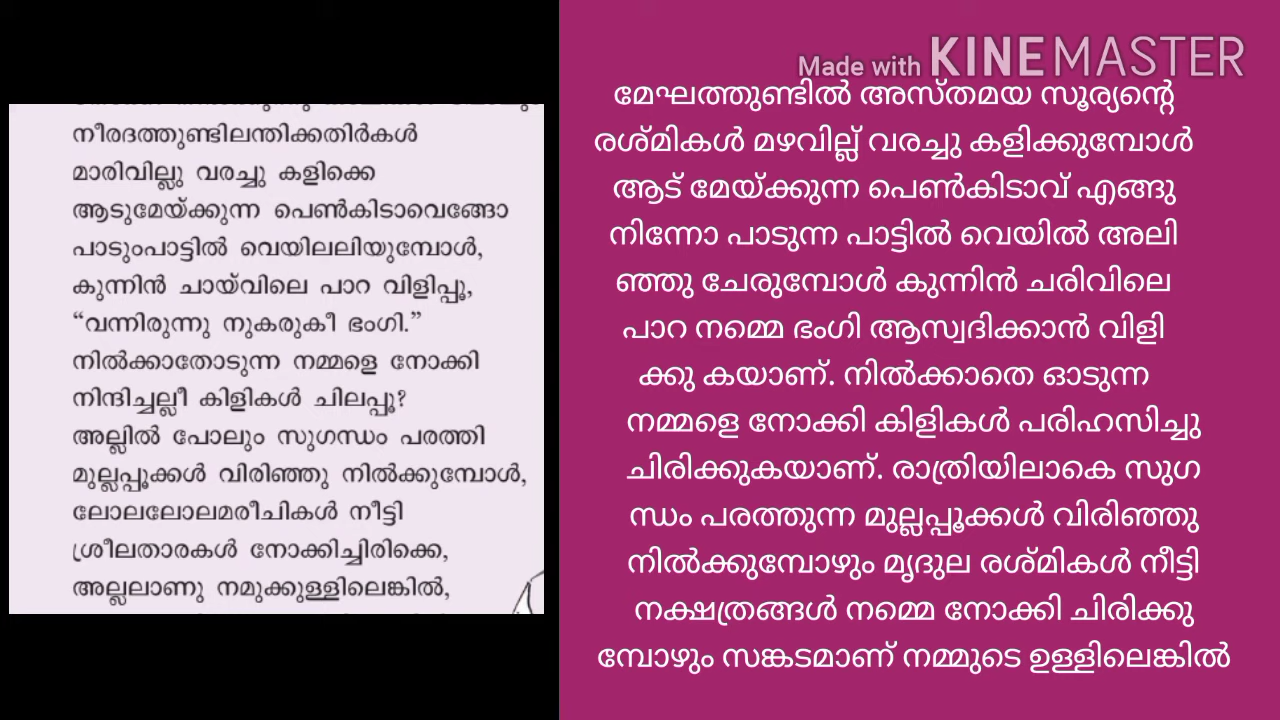 നീരദത്തുണ്ടിലന്തിക്കതിർകൾ
മാരിവില്ലു വരച്ചു കളിക്കെ
ആടുമേയ്ക്കുന്ന പെൺകിടാവെങ്ങോ
പാടുംപാട്ടിൽ വെയിലലിയുമ്പോൾ,
കുന്നിൻ ചായ്‌വിലെ പാറ വിളിപ്പൂ,
“വന്നിരുന്നു നുകരുകീ ഭംഗി.”
നിൽക്കാതോടുന്ന നമ്മളെ നോക്കി
നിന്ദിച്ചല്ലീ കിളികൾ ചിലപ്പൂ?
അല്ലിൽ പോലും സുഗന്ധം പരത്തി
മുല്ലപ്പൂക്കൾ വിരിഞ്ഞു നിൽക്കുമ്പോൾ,
ലോലലോലമരീചികൾ നീട്ടി
ശ്രീലതാരകൾ നോക്കിച്ചിരിക്കെ,
അല്ലലാണു നമുക്കുള്ളിലെങ്കിൽ,
Made with KINEMASTER
മേഘത്തുണ്ടിൽ അസ്തമയ സൂര്യന്റെ
രശ്മികൾ മഴവില്ല് വരച്ചു കളിക്കുമ്പോൾ
ആട് മേയ്ക്കുന്ന പെൺകിടാവ് എങ്ങു
നിന്നോ പാടുന്ന പാട്ടിൽ വെയിൽ അലി
ഞ്ഞു ചേരുമ്പോൾ കുന്നിൻ ചരിവിലെ
പാറ നമ്മെ ഭംഗി ആസ്വദിക്കാൻ വിളി
ക്കു കയാണ്. നിൽക്കാതെ ഓടുന്ന
നമ്മളെ നോക്കി കിളികൾ പരിഹസിച്ചു
ചിരിക്കുകയാണ്. രാത്രിയിലാകെ സുഗ
ന്ധം പരത്തുന്ന മുല്ലപ്പൂക്കൾ വിരിഞ്ഞു
നിൽക്കുമ്പോഴും മൃദുല രശ്മികൾ നീട്ടി
നക്ഷത്രങ്ങൾ നമ്മെ നോക്കി ചിരിക്കു
മ്പോഴും സങ്കടമാണ് നമ്മുടെ ഉള്ളിലെങ്കിൽ